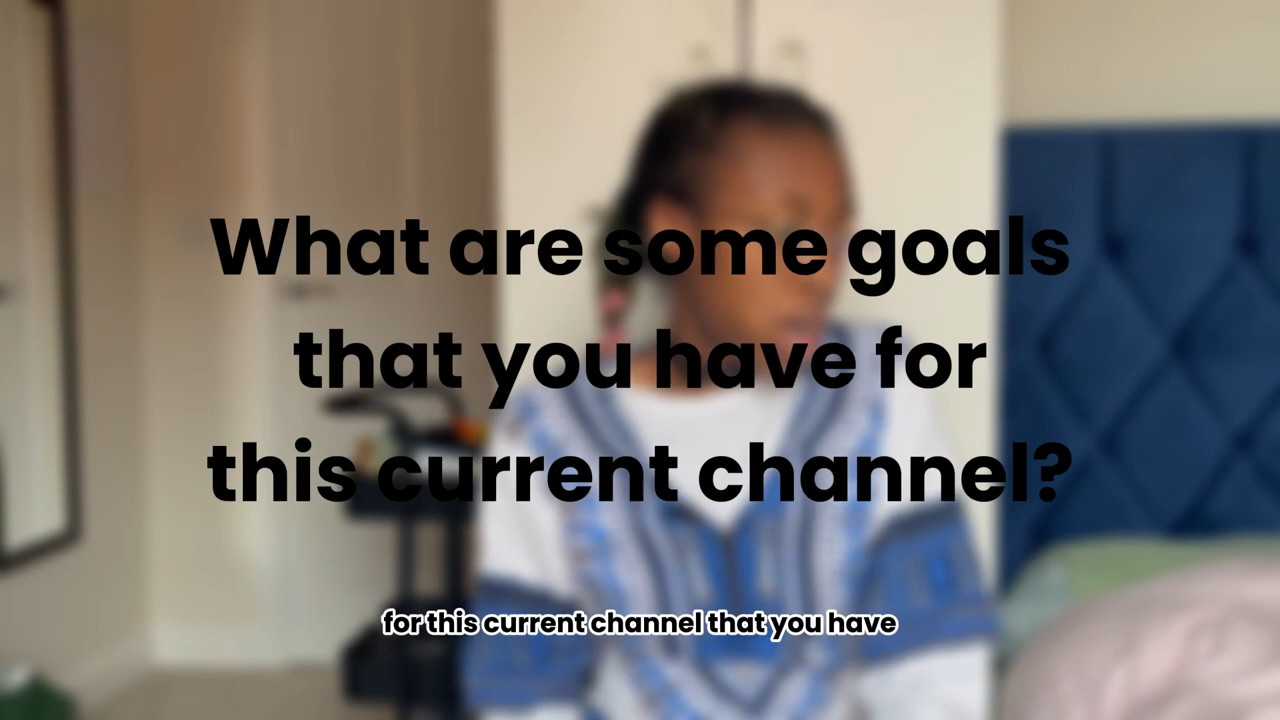 What are some goals
that you have for
this current channel?
for this current channel that you have